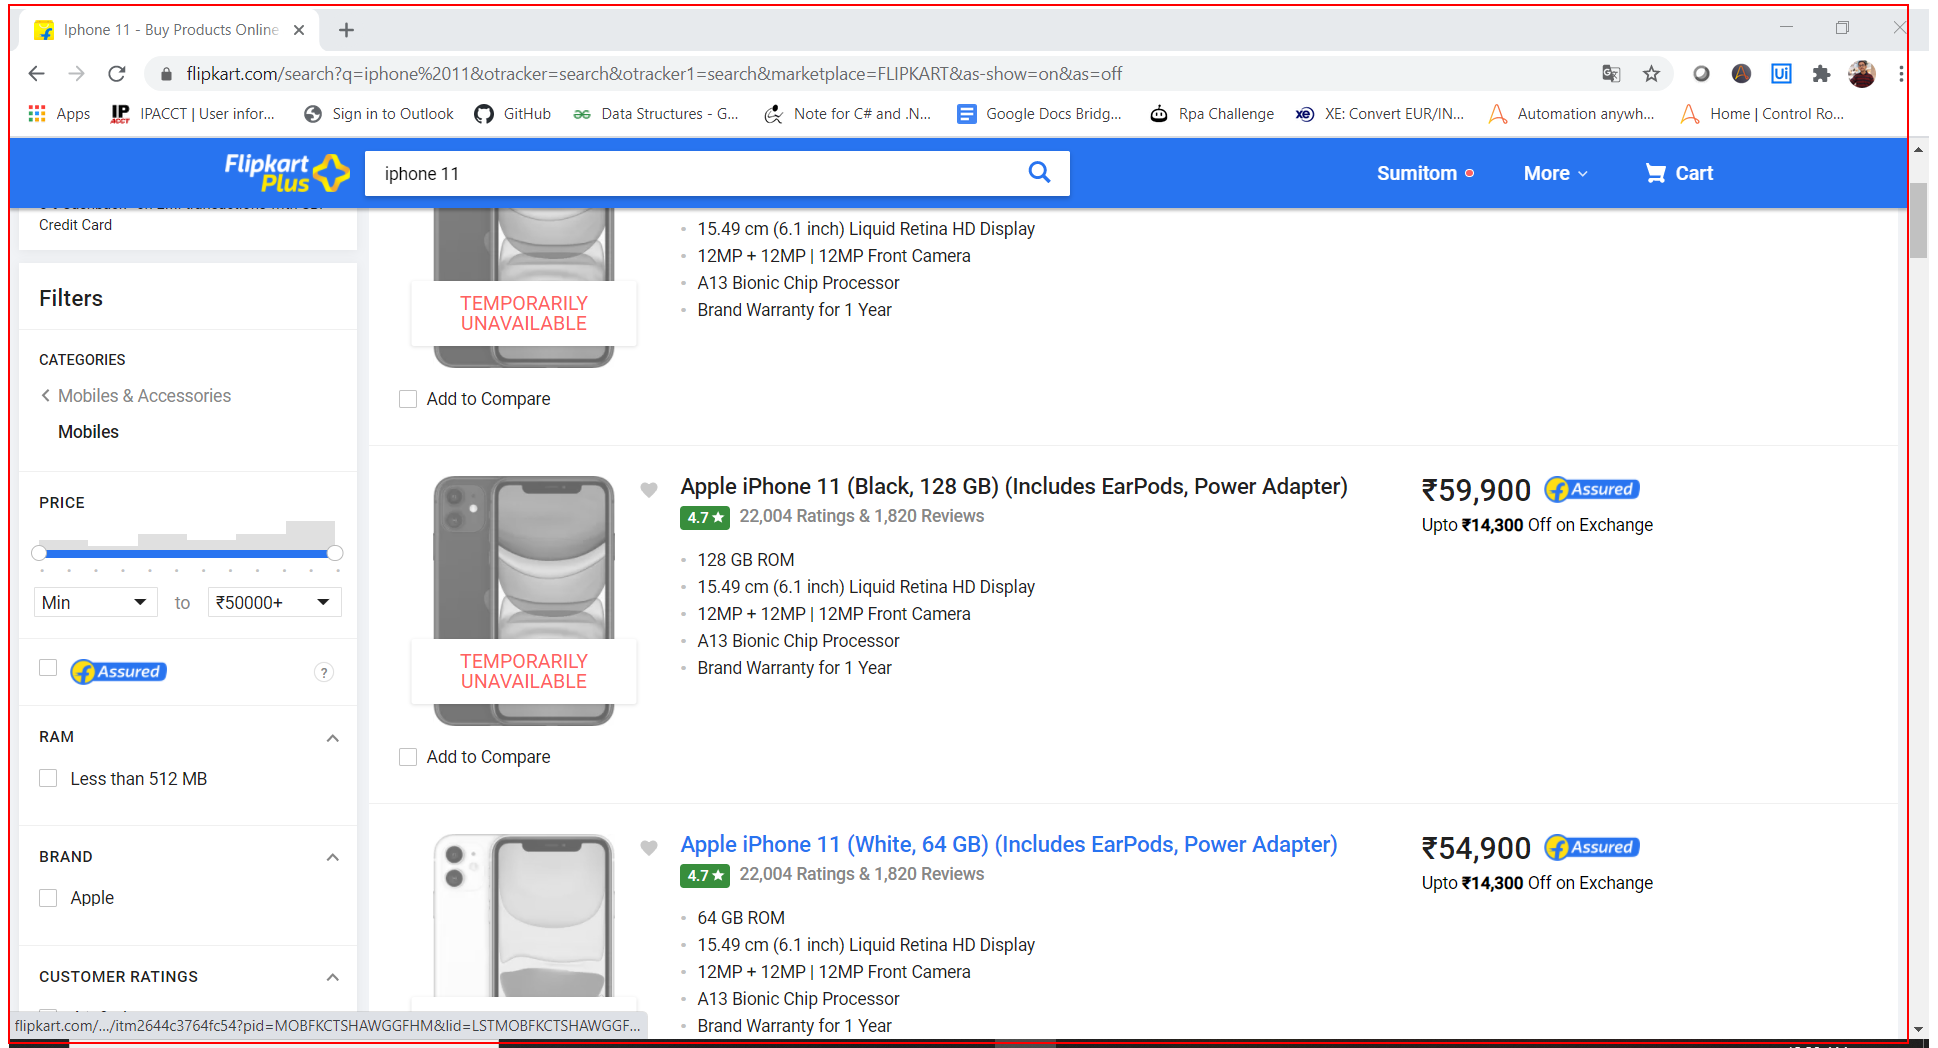 Iphone 11 - Buy Products Online
flipkart.com/search?q=iphone%2011&otracker=search&otracker1=search&marketplace=FLIPKART&as-show=on&as=off
Apps
IPACCT | User infor...
Sign in to Outlook
GitHub
Data Structures - G...
Note for C# and .N...
Google Docs Bridg...
Rpa Challenge
XE: Convert EUR/IN...
Automation anywh...
Home | Control Ro...
Flipkart
Plus
iphone 11
Sumitom
More
Cart
Credit Card
Filters
CATEGORIES
Mobiles & Accessories
Mobiles
PRICE
Min
to
₹50000+
Assured
?
RAM
Less than 512 MB
BRAND
Apple
CUSTOMER RATINGS
15.49 cm (6.1 inch) Liquid Retina HD Display
12MP + 12MP | 12MP Front Camera
A13 Bionic Chip Processor
Brand Warranty for 1 Year
TEMPORARILY
UNAVAILABLE
Add to Compare
Apple iPhone 11 (Black, 128 GB) (Includes EarPods, Power Adapter)
4.7★ 22,004 Ratings & 1,820 Reviews
128 GB ROM
15.49 cm (6.1 inch) Liquid Retina HD Display
12MP + 12MP | 12MP Front Camera
A13 Bionic Chip Processor
Brand Warranty for 1 Year
₹59,900 Assured
Upto ₹14,300 Off on Exchange
TEMPORARILY
UNAVAILABLE
Add to Compare
Apple iPhone 11 (White, 64 GB) (Includes EarPods, Power Adapter)
4.7★ 22,004 Ratings & 1,820 Reviews
64 GB ROM
15.49 cm (6.1 inch) Liquid Retina HD Display
12MP + 12MP | 12MP Front Camera
A13 Bionic Chip Processor
Brand Warranty for 1 Year
₹54,900 Assured
Upto ₹14,300 Off on Exchange
flipkart.com/.../itm2644c3764fc54?pid=MOBFKCTSHAWGGFHM&lid=LSTMOBFKCTSHAWGGF...